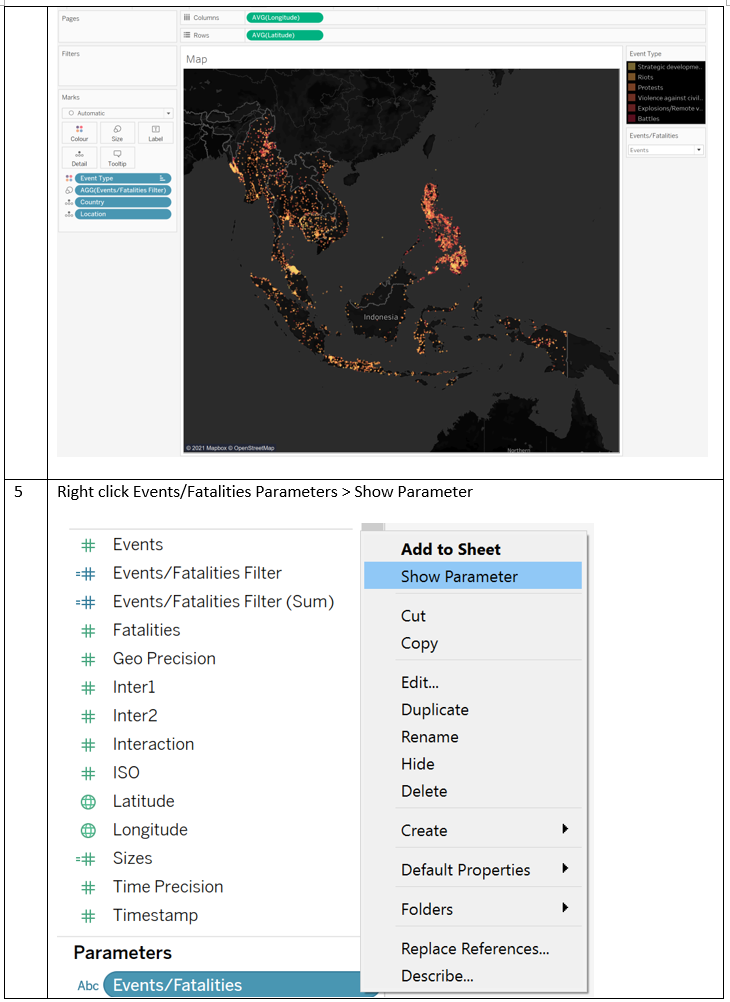 Pages
Columns
AVG(Longitude)
Rows
AVG(Latitude)
Filters
Map
Event Type
Strategic developme..
Riots
Protests
Violence against civil..
Explosions/Remote v..
Battles
Events/Fatalities
Events
Marks
Automatic
Colour
Size
Label
Detail
Tooltip
Event Type
AGG(Events/Fatalities Filter)
Country
Location
Indonesia
© 2021 Mapbox © OpenStreetMap
Northern
5
Right click Events/Fatalities Parameters > Show Parameter
Events
Events/Fatalities Filter
Events/Fatalities Filter (Sum)
Fatalities
Geo Precision
Inter1
Inter2
Interaction
ISO
Latitude
Longitude
Sizes
Time Precision
Timestamp
Parameters
Abc Events/Fatalities
Add to Sheet
Show Parameter
Cut
Copy
Edit...
Duplicate
Rename
Hide
Delete
Create
Default Properties
Folders
Replace References...
Describe...